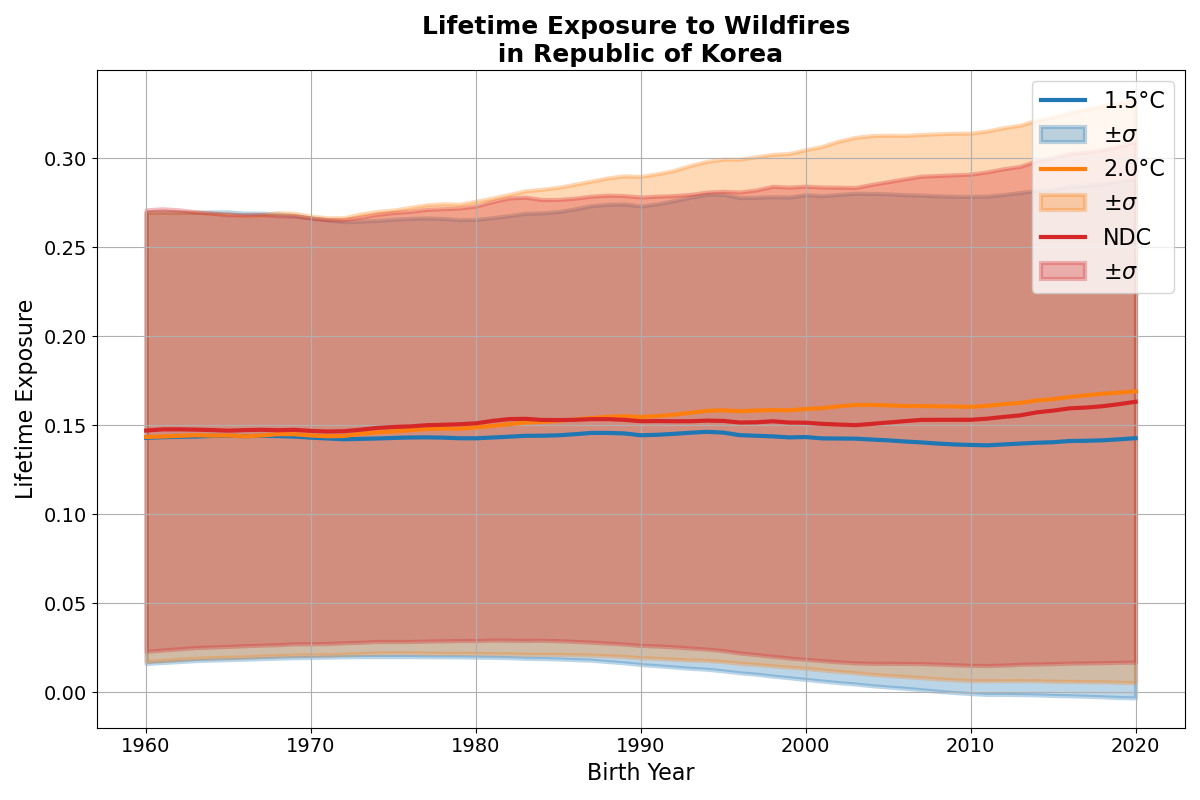 Lifetime Exposure to Wildfires
in Republic of Korea
1.5°C
±σ
2.0°C
±σ
NDC
±σ
Lifetime Exposure
0.30
0.25
0.20
0.15
0.10
0.05
0.00
1960
1970
1980
1990
2000
2010
2020
Birth Year